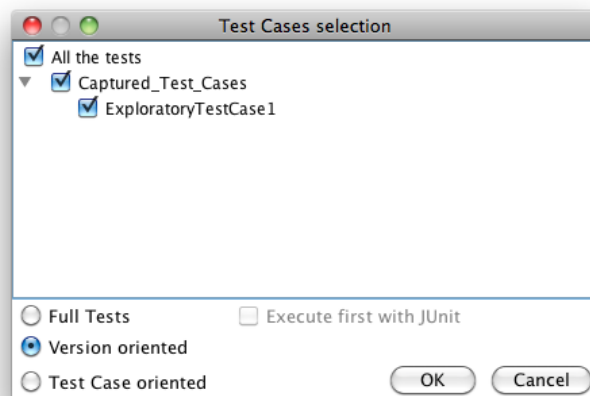 Test Cases selection
All the tests
Captured_Test_Cases
ExploratoryTestCase1
Full Tests
Execute first with JUnit
Version oriented
Test Case oriented
OK
Cancel